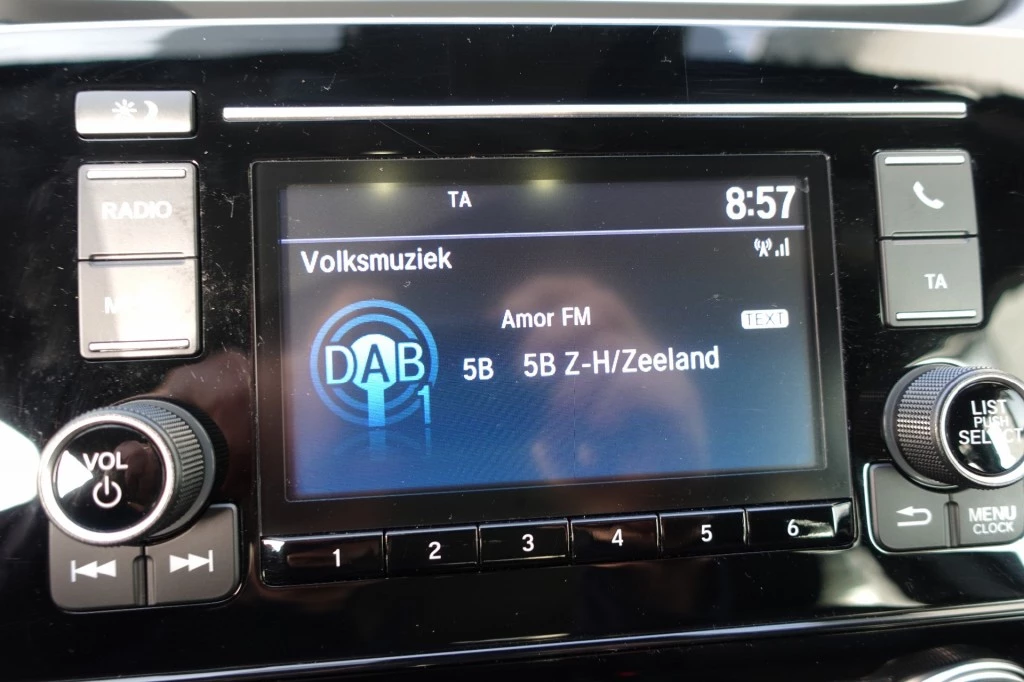 RADIO
TA
8:57
Volksmuziek
Amor FM
TEXT
DAB
1
5B 5B Z-H/Zeeland
TA
VOL
LIST
PUSH
SELECT
MENU
CLOCK
1 2 3 4 5 6